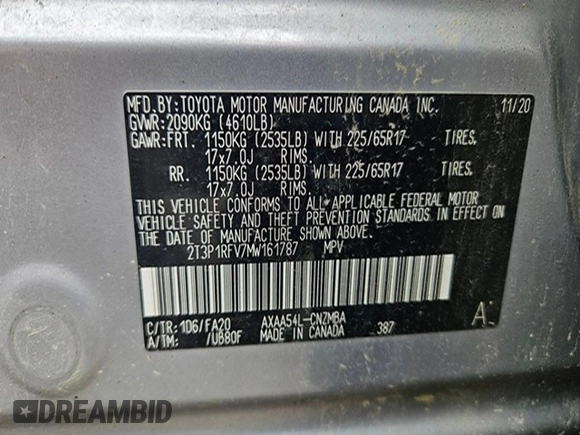 MFD.BY:TOYOTA MOTOR MANUFACTURING CANADA INC. 11/20
GVWR:2090KG (4610LB)
GAWR:FRT. 1150KG (2535LB) WITH 225/65R17 TIRES.
17x7.0J RIMS.
RR. 1150KG (2535LB) WITH 225/65R17 TIRES.
17x7.0J RIMS.
THIS VEHICLE CONFORMS TO ALL APPLICABLE FEDERAL MOTOR
VEHICLE SAFETY AND THEFT PREVENTION STANDARDS IN EFFECT ON
THE DATE OF MANUFACTURE SHOWN ABOVE.
2T3P1RFV7MW161787 MPV
C/TR:1D6/FA20 AXAA54L-CNZMBA A
A/TM: /UB80F MADE IN CANADA 387
DREAMBID